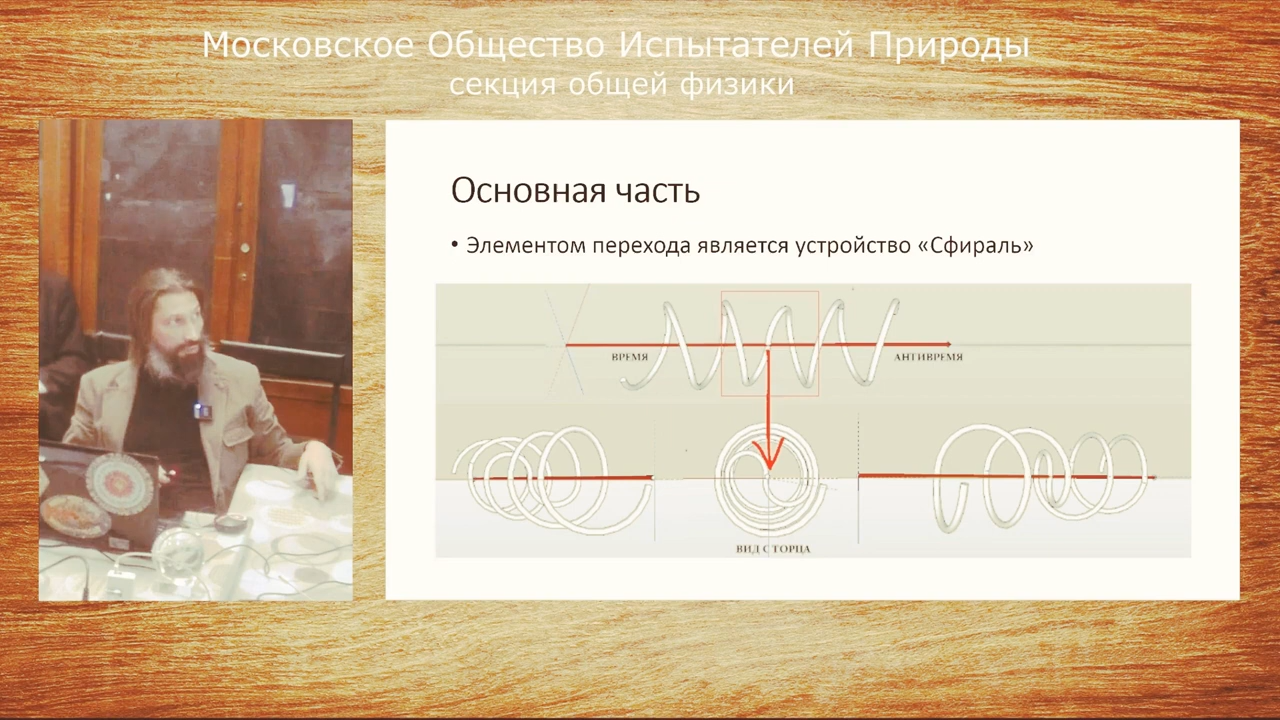 Московское Общество Испытателей Природы
секция общей физики
Основная часть
• Элементом перехода является устройство «Сфираль»
ВРЕМЯ
АНТИВРЕМЯ
ВИД С ТОРЦА